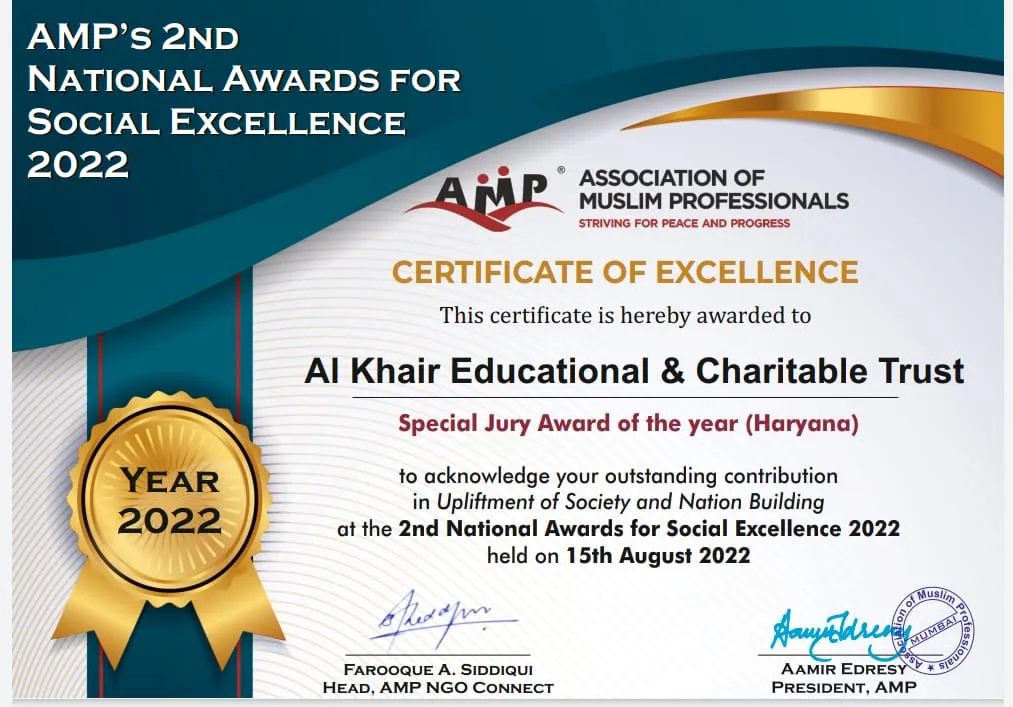 AMP'S 2ND
NATIONAL AWARDS FOR
SOCIAL EXCELLENCE
2022
AMP®
ASSOCIATION OF
MUSLIM PROFESSIONALS
STRIVING FOR PEACE AND PROGRESS
CERTIFICATE OF EXCELLENCE
This certificate is hereby awarded to
Al Khair Educational & Charitable Trust
Special Jury Award of the year (Haryana)
to acknowledge your outstanding contribution
in Upliftment of Society and Nation Building
at the 2nd National Awards for Social Excellence 2022
held on 15th August 2022
YEAR
2022
Aamir Edresy
Association of Muslim Professionals
MUMBAI
FAROOQUE A. SIDDIQUI
HEAD, AMP NGO CONNECT
AAMIR EDRESY
PRESIDENT, AMP